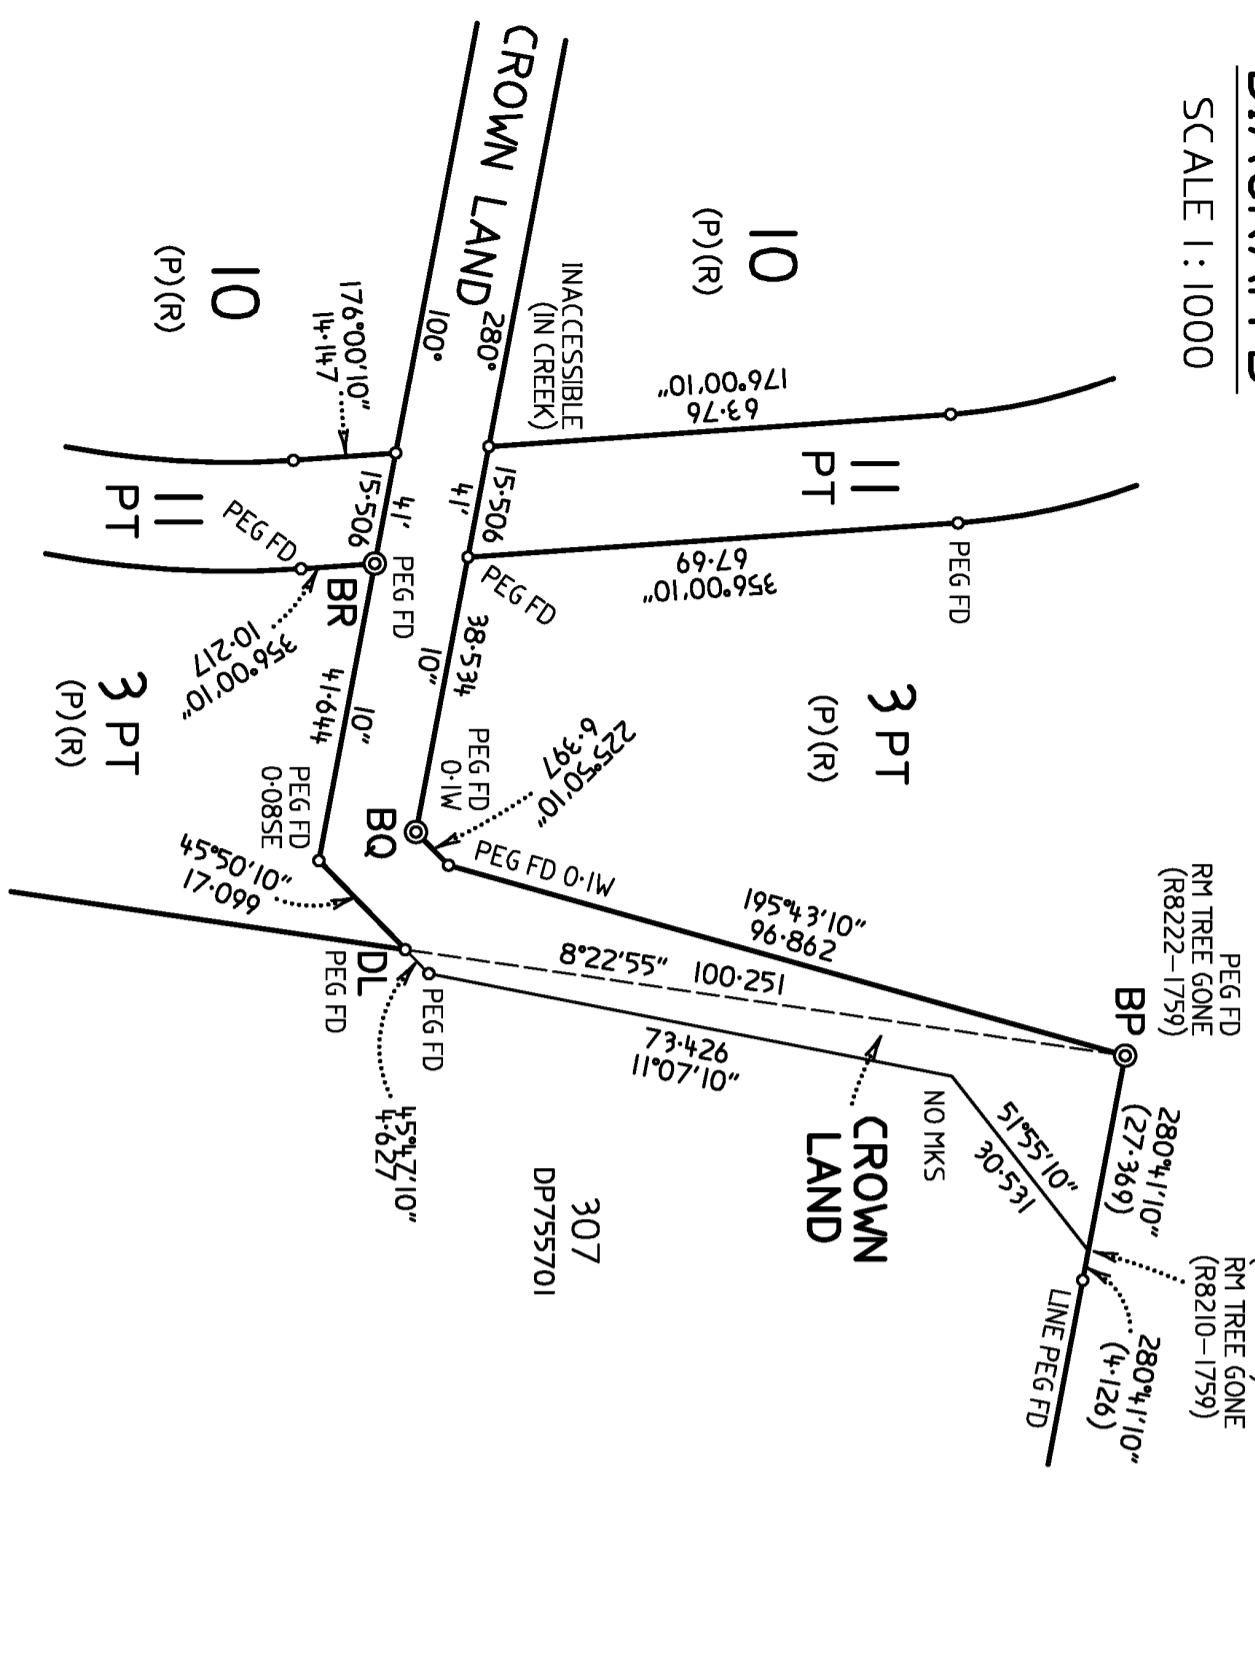 SCALE 1:1000
CROWN LAND
280°
100°
INACCESSIBLE
(IN CREEK)
10
(P)(R)
10
(P)(R)
176°00'10"
14·147
176°00'10"
63·76
15·506
41'
41'
15·506
11
PT
11
PT
PEG FD
PEG FD
PEG FD
PEG FD
356°00'10"
67·69
BR
356°00'10"
10·217
38·534
10"
10"
41·644
3 PT
(P)(R)
3 PT
(P)(R)
PEG FD
0·1W
225°50'10"
6·397
BQ
PEG FD
0·08SE
PEG FD 0·1W
45°50'10"
17·099
195°43'10"
96·862
8°22'55" 100·251
DL
PEG FD
PEG FD
73·426
11°07'10"
45°47'10"
4·627
PEG FD
RM TREE GONE
(R8222-1759)
BP
280°41'10"
(27·369)
51°55'10"
30·531
NO MKS
CROWN
LAND
307
DP755701
RM TREE GONE
(R8210-1759)
280°41'10"
(4·126)
LINE PEG FD